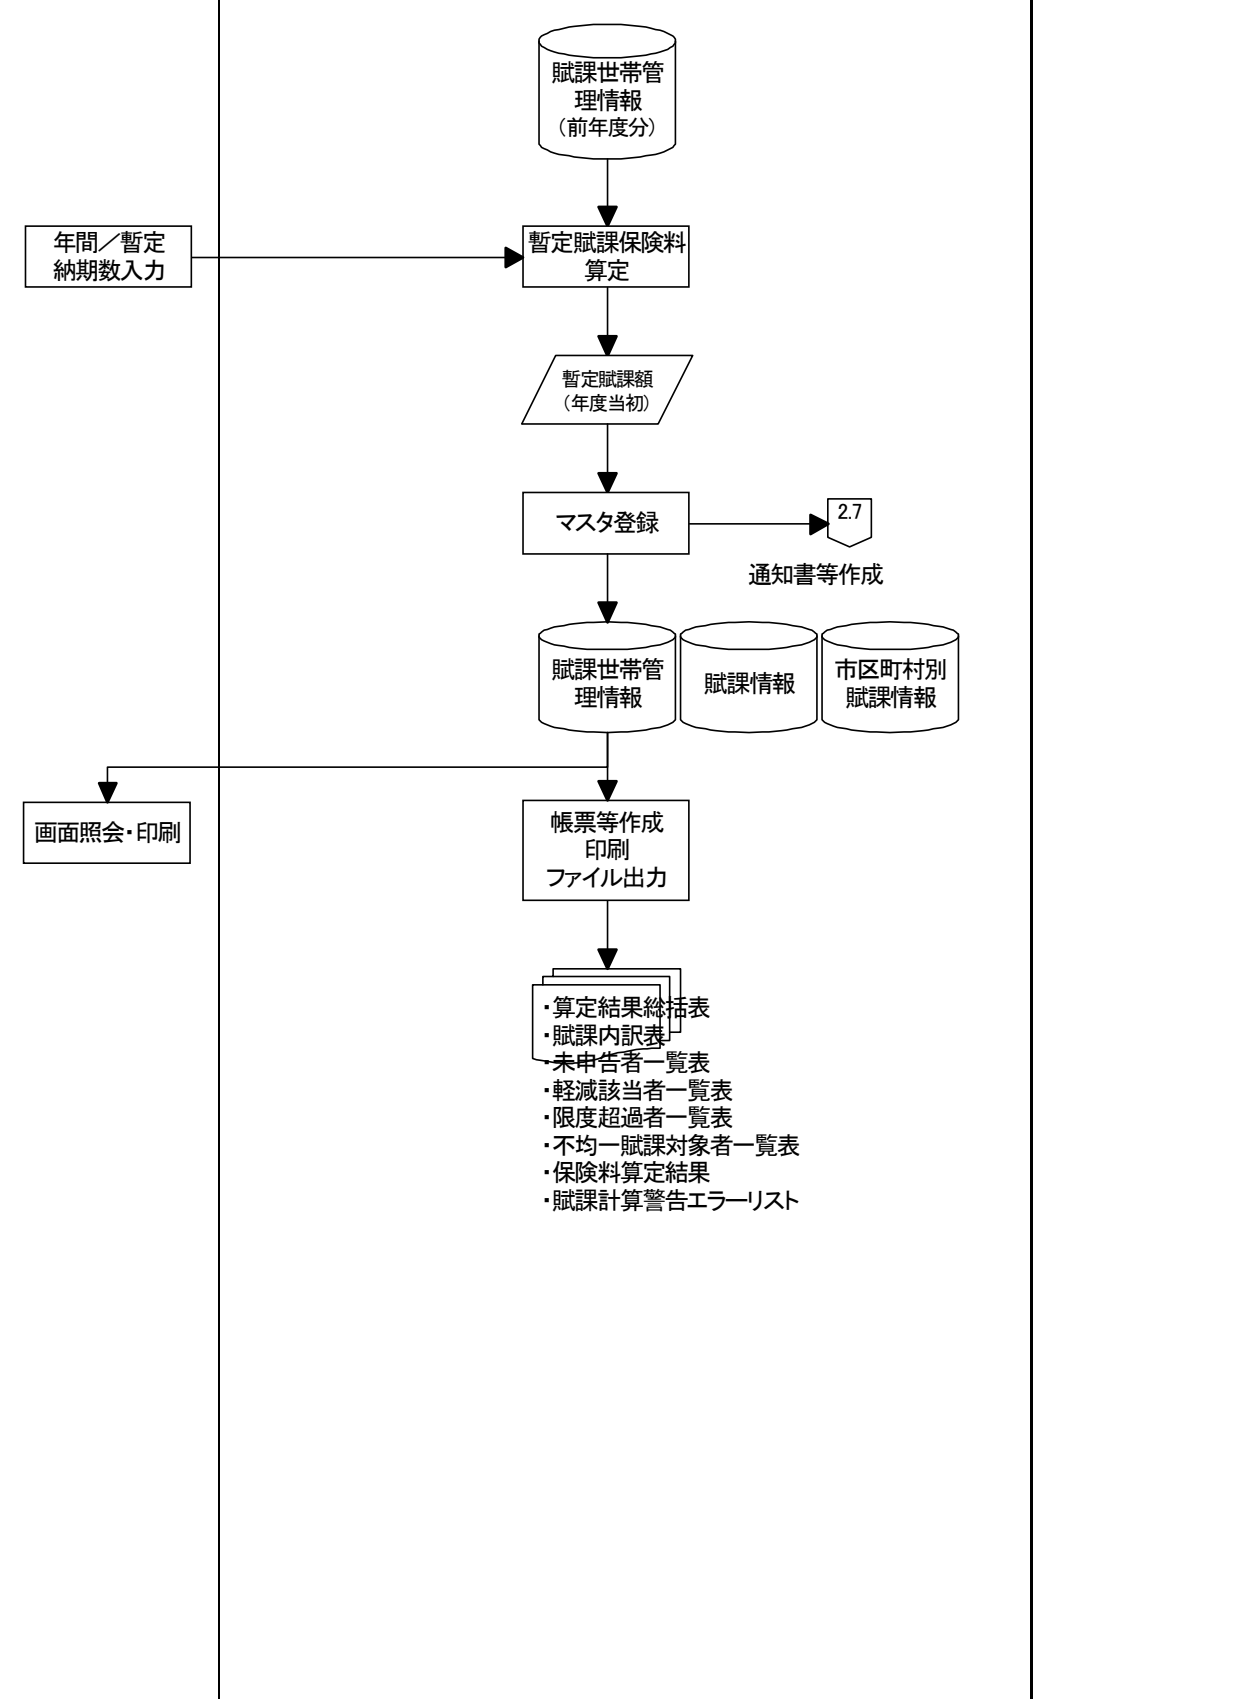 賦課世帯管
理情報
（前年度分）
年間／暫定
納期数入力
暫定賦課保険料
算定
暫定賦課額
（年度当初）
マスタ登録
2.7
通知書等作成
賦課世帯管
理情報
賦課情報
市区町村別
賦課情報
画面照会・印刷
帳票等作成
印刷
ファイル出力
・算定結果総括表
・賦課内訳表
・未申告者一覧表
・軽減該当者一覧表
・限度超過者一覧表
・不均一賦課対象者一覧表
・保険料算定結果
・賦課計算警告エラーリスト